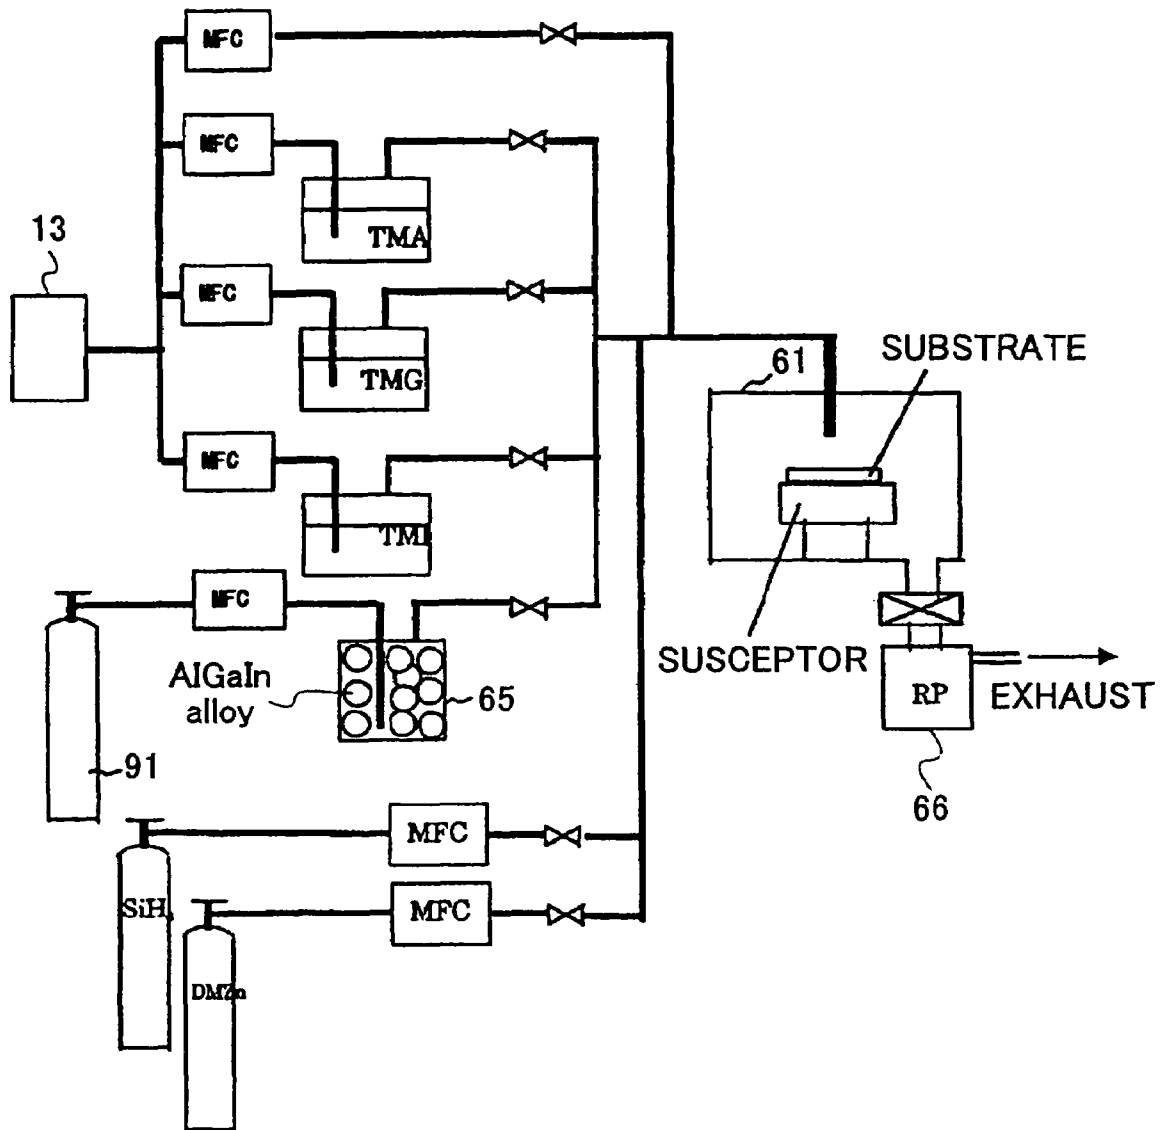 MFC
MFC
TMA
13
MFC
TMG
SUBSTRATE
61
MFC
TMI
MFC
AlGaIn
alloy
65
SUSCEPTOR
RP
EXHAUST
91
66
MFC
SiH
MFC
DMZn